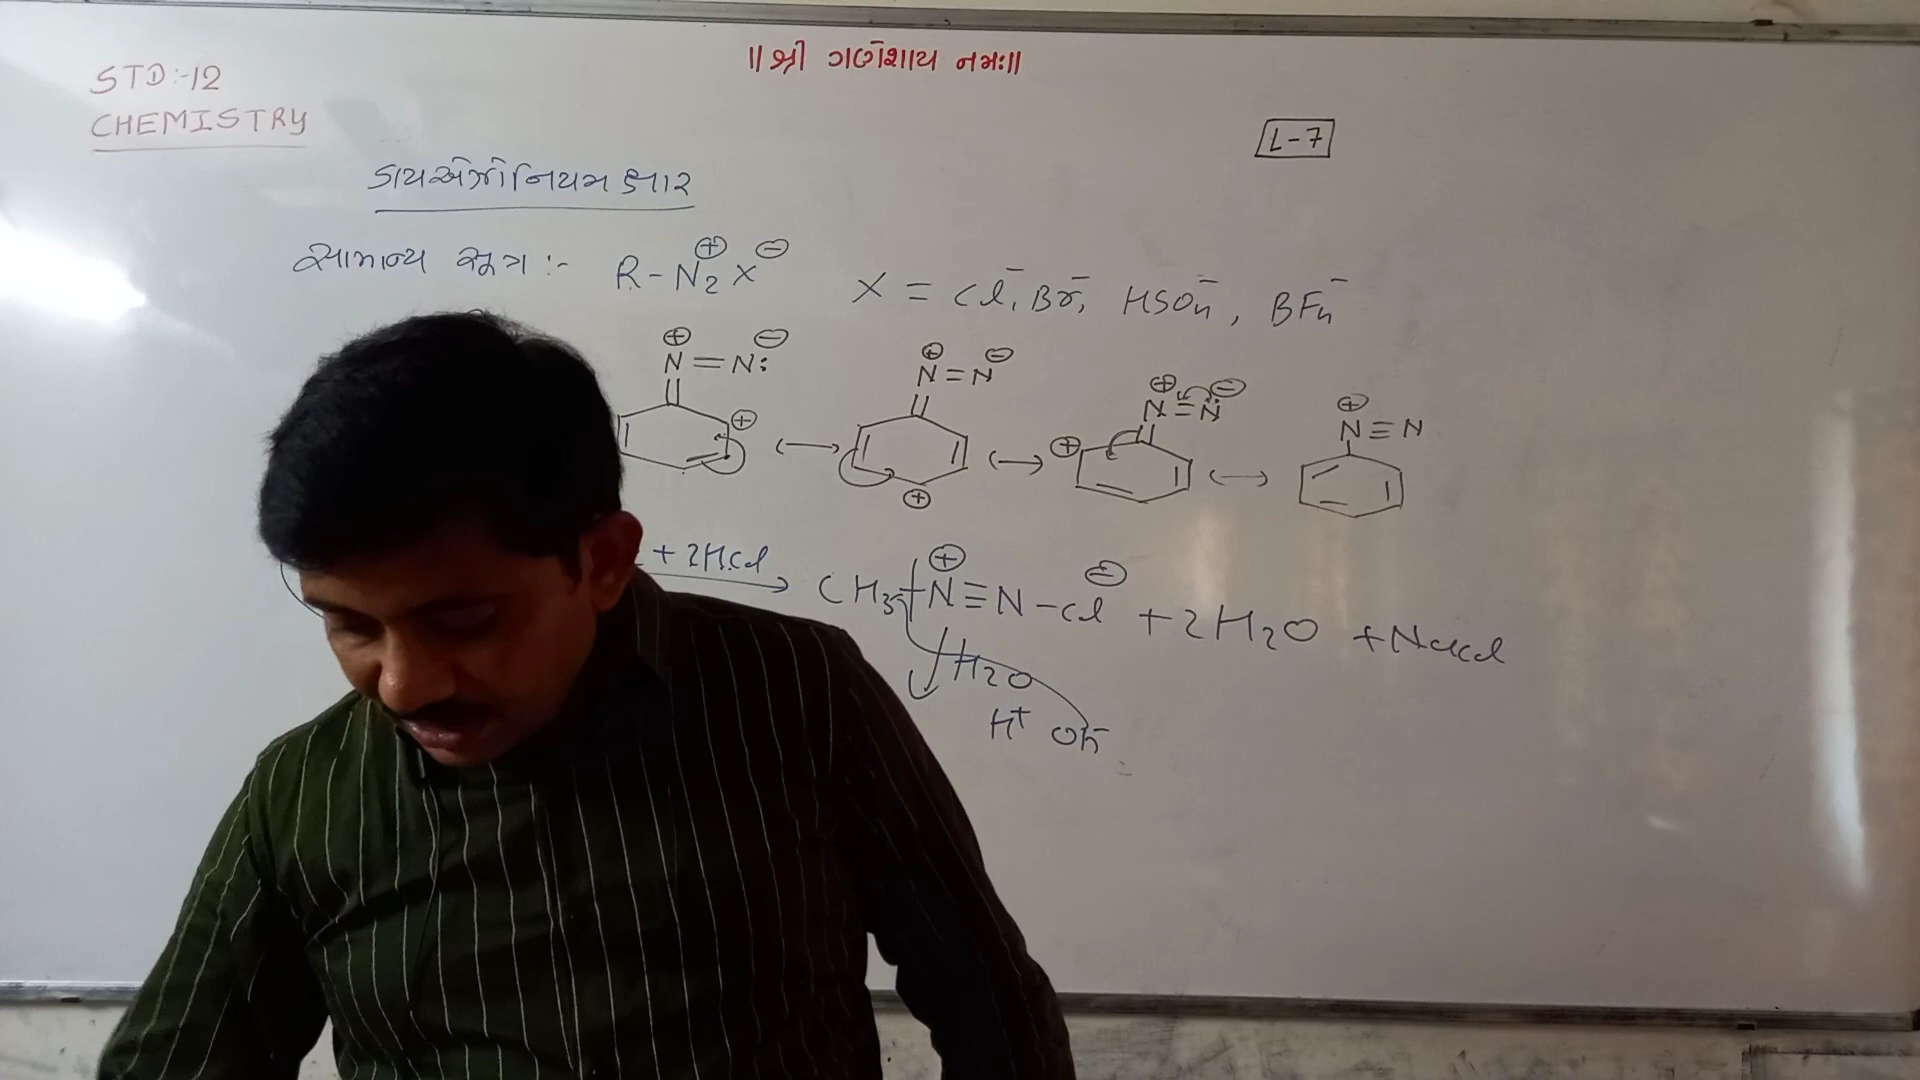 ॥ શ્રી ગણેશાય નમઃ ॥
STD:-12
CHEMISTRY
L-7
ડાયએઝોનિયમ ક્ષાર
સામાન્ય સૂત્ર :- R-N2⊕ X⊖ X = Cl⁻, Br⁻, HSO4⁻, BF4⁻
⊕ ⊖ ⊕ ⊖ ⊕ ⊖ ⊕
N=N: N=N N=N: N≡N
⊕ ⟷ ⊕ ⟷ ⊕ ⟷
+ 2HCl → CH3-N⊕≡N-Cl⊖ + 2H2O + NaCl
H2O
H⁺ OH⁻